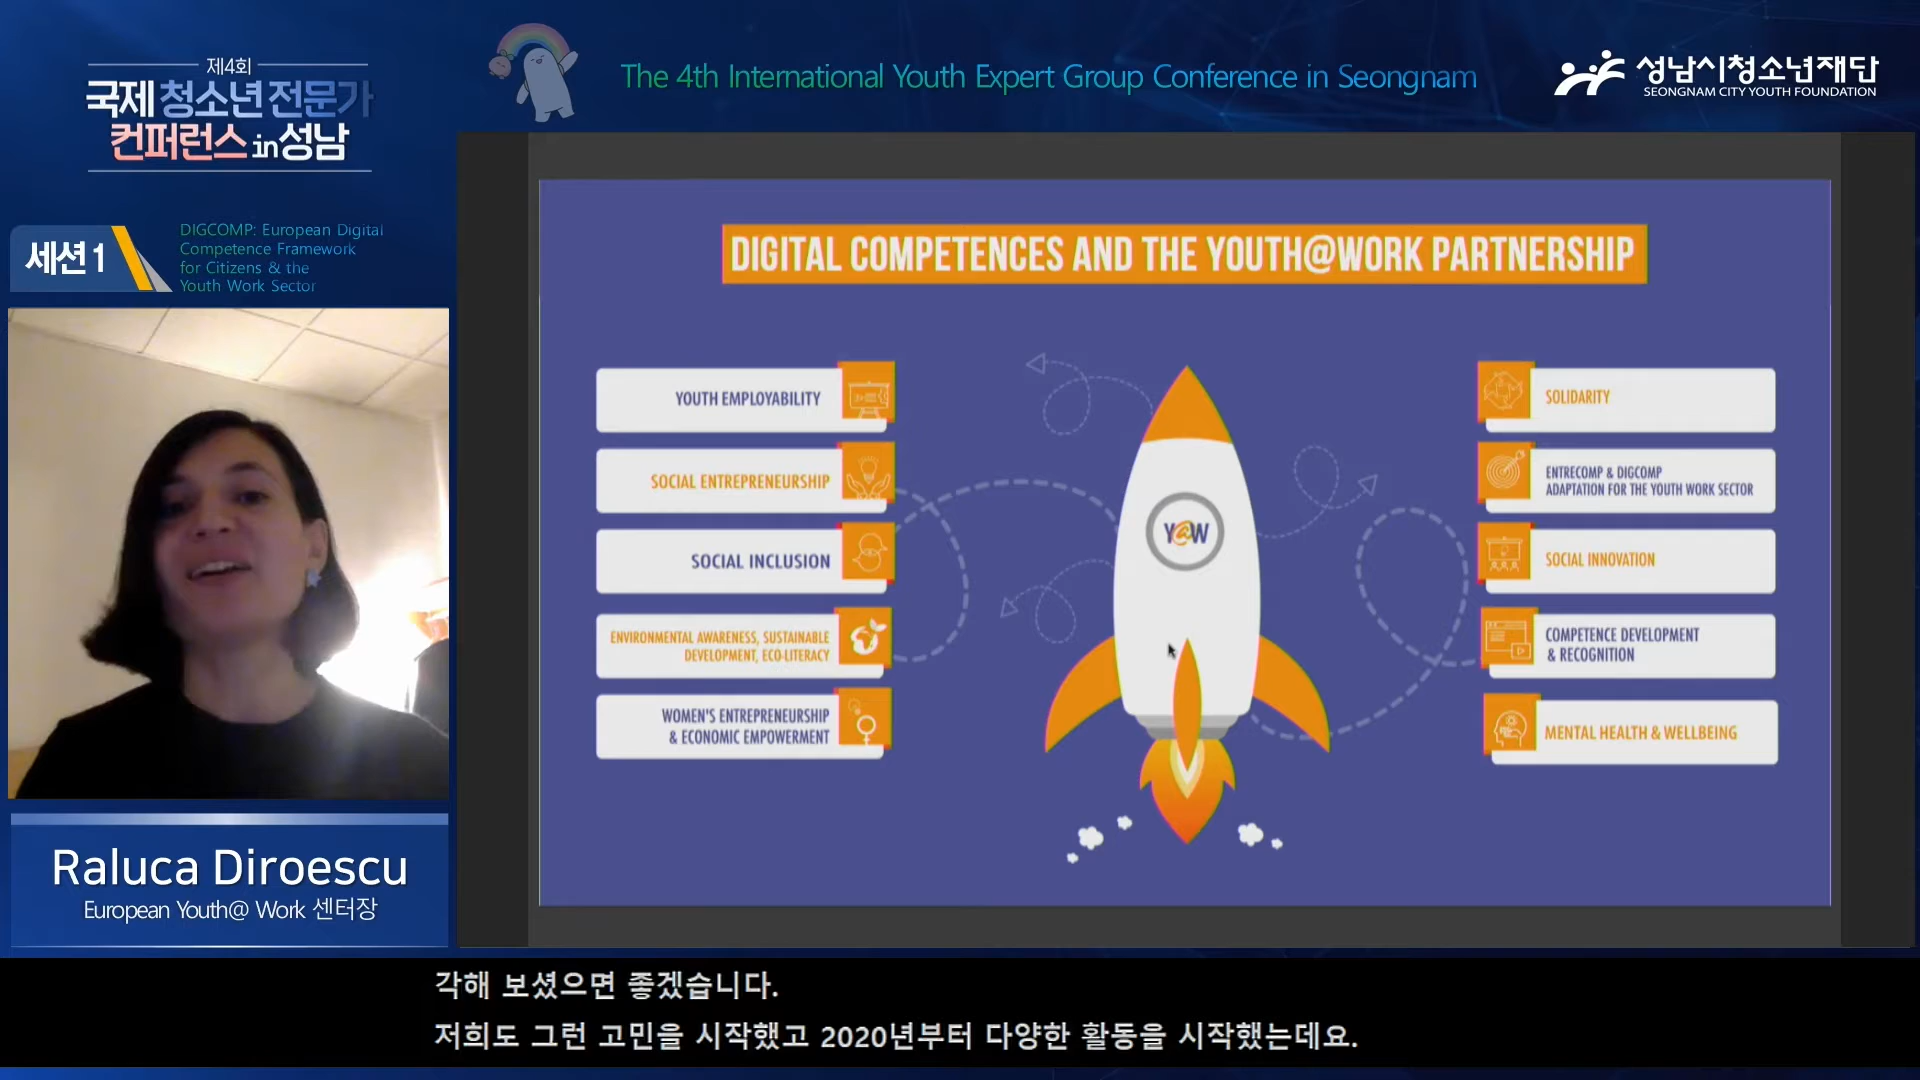 제4회
국제 청소년 전문가
컨퍼런스 in 성남
The 4th International Youth Expert Group Conference in Seongnam
성남시청소년재단
SEONGNAM CITY YOUTH FOUNDATION
세션1
DIGCOMP: European Digital
Competence Framework
for Citizens & the
Youth Work Sector
DIGITAL COMPETENCES AND THE YOUTH@WORK PARTNERSHIP
YOUTH EMPLOYABILITY
SOCIAL ENTREPRENEURSHIP
SOCIAL INCLUSION
ENVIRONMENTAL AWARENESS, SUSTAINABLE
DEVELOPMENT, ECO-LITERACY
WOMEN'S ENTREPRENEURSHIP
& ECONOMIC EMPOWERMENT
Y@W
SOLIDARITY
ENTRECOMP & DIGCOMP
ADAPTATION FOR THE YOUTH WORK SECTOR
SOCIAL INNOVATION
COMPETENCE DEVELOPMENT
& RECOGNITION
MENTAL HEALTH & WELLBEING
Raluca Diroescu
European Youth@ Work 센터장
각해 보셨으면 좋겠습니다.
저희도 그런 고민을 시작했고 2020년부터 다양한 활동을 시작했는데요.